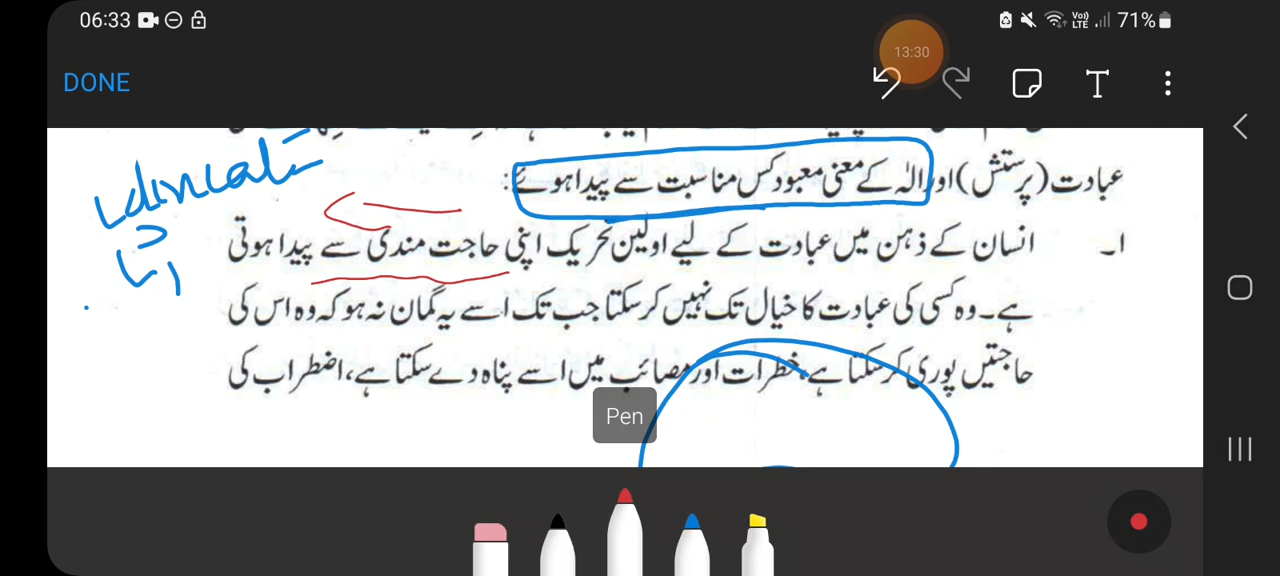 06:33
Vo) LTE 71%
13:30
DONE
عبادت (پرستش) اور الٰہ کے معنی معبود کس مناسبت سے پیدا ہوئے:
۱۔ انسان کے ذہن میں عبادت کے لیے اولین تحریک اپنی حاجت مندی سے پیدا ہوتی
ہے۔ وہ کسی کی عبادت کا خیال تک نہیں کر سکتا جب تک اسے یہ گمان نہ ہو کہ وہ اس کی
حاجتیں پوری کر سکتا ہے، خطرات اور مصائب میں اسے پناہ دے سکتا ہے، اضطراب کی
Pen